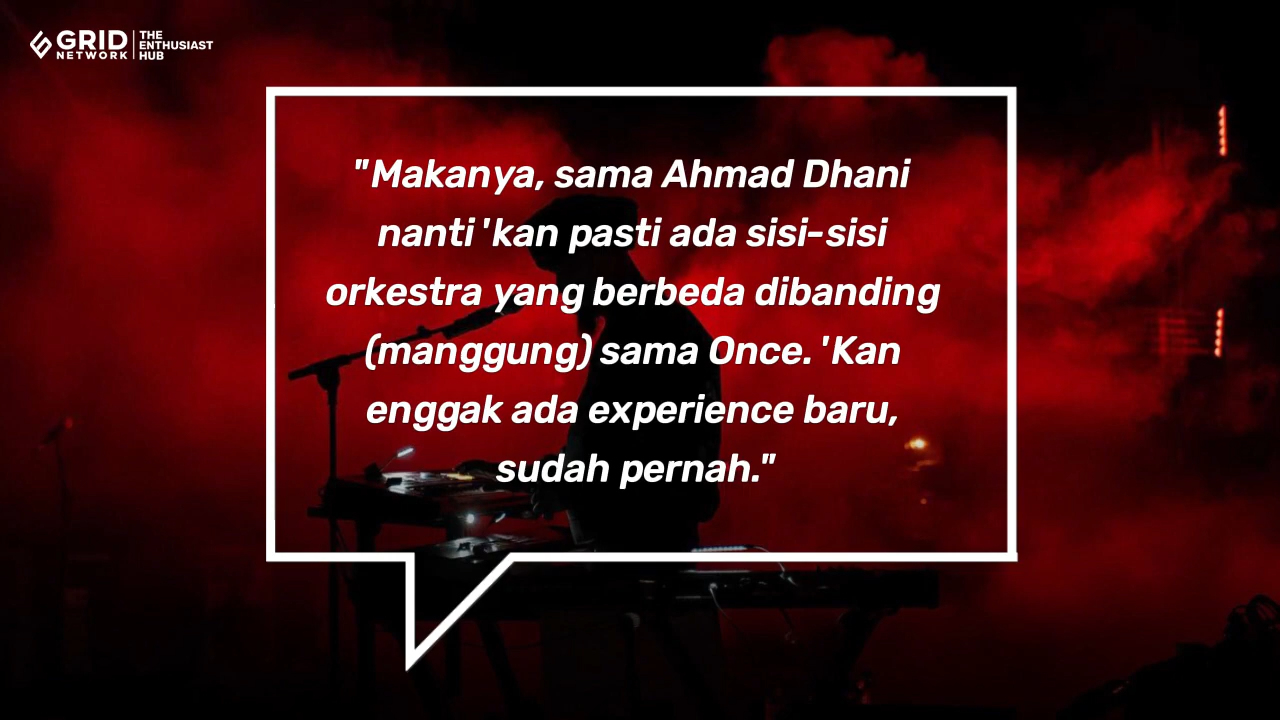 GRID
NETWORK
THE
ENTHUSIAST
HUB
"Makanya, sama Ahmad Dhani
nanti 'kan pasti ada sisi-sisi
orkestra yang berbeda dibanding
(manggung) sama Once. 'Kan
enggak ada experience baru,
sudah pernah."